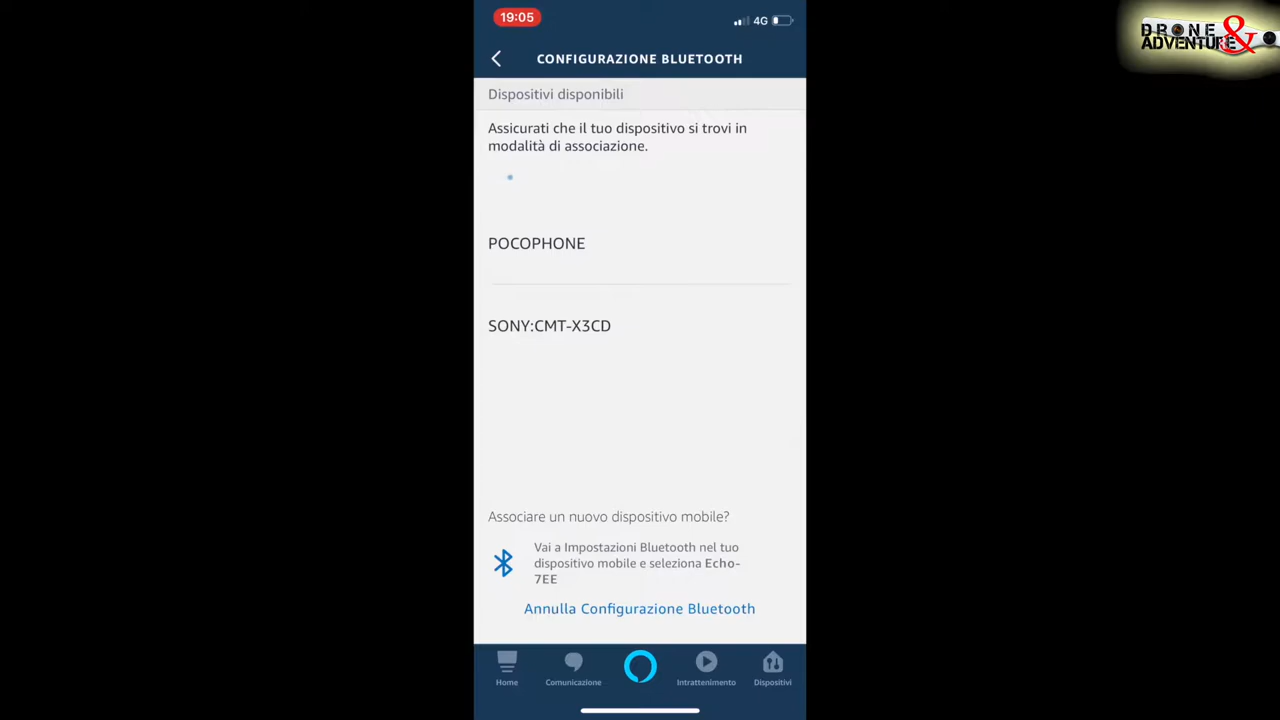 19:05
4G
CONFIGURAZIONE BLUETOOTH
Dispositivi disponibili
Assicurati che il tuo dispositivo si trovi in
modalità di associazione.
POCOPHONE
SONY:CMT-X3CD
Associare un nuovo dispositivo mobile?
Vai a Impostazioni Bluetooth nel tuo
dispositivo mobile e seleziona Echo-
7EE
Annulla Configurazione Bluetooth
Home
Comunicazione
Intrattenimento
Dispositivi
DRONE &
ADVENTURE